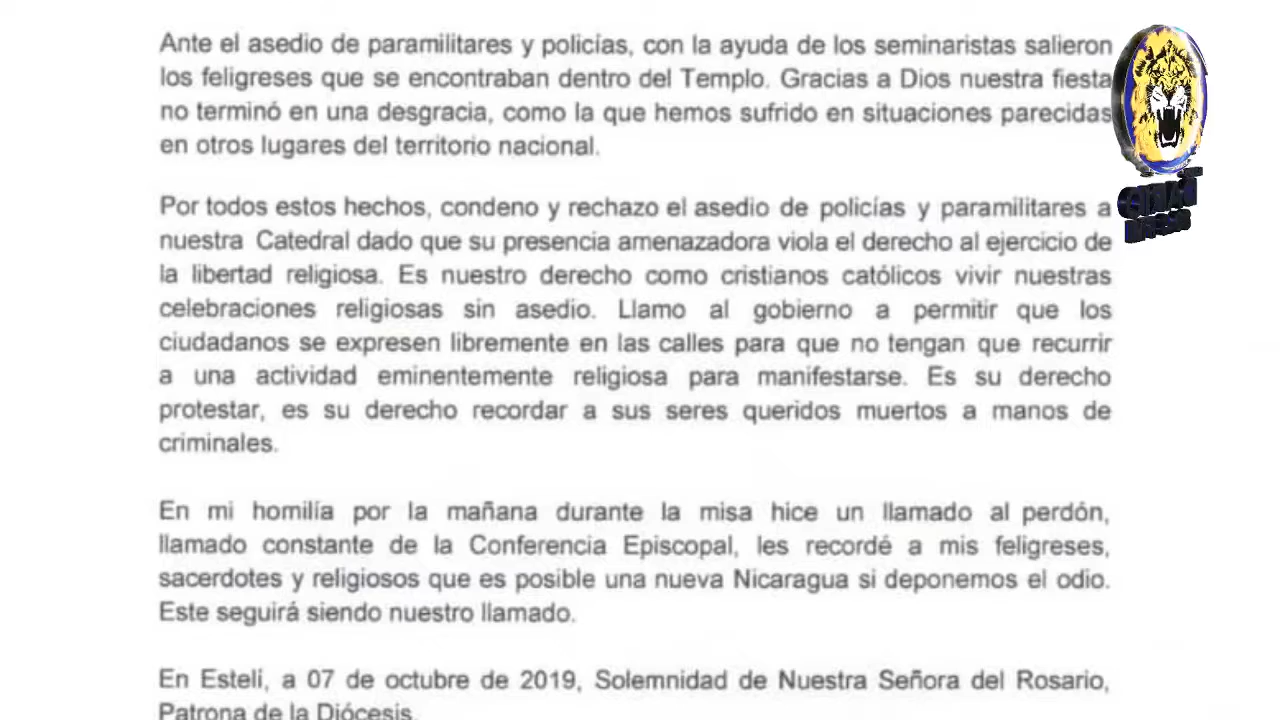 Ante el asedio de paramilitares y policías, con la ayuda de los seminaristas salieron
los feligreses que se encontraban dentro del Templo. Gracias a Dios nuestra fiesta
no terminó en una desgracia, como la que hemos sufrido en situaciones parecidas
en otros lugares del territorio nacional.
Por todos estos hechos, condeno y rechazo el asedio de policías y paramilitares a
nuestra Catedral dado que su presencia amenazadora viola el derecho al ejercicio de
la libertad religiosa. Es nuestro derecho como cristianos católicos vivir nuestras
celebraciones religiosas sin asedio. Llamo al gobierno a permitir que los
ciudadanos se expresen libremente en las calles para que no tengan que recurrir
a una actividad eminentemente religiosa para manifestarse. Es su derecho
protestar, es su derecho recordar a sus seres queridos muertos a manos de
criminales.
En mi homilía por la mañana durante la misa hice un llamado al perdón,
llamado constante de la Conferencia Episcopal, les recordé a mis feligreses,
sacerdotes y religiosos que es posible una nueva Nicaragua si deponemos el odio.
Este seguirá siendo nuestro llamado.
En Estelí, a 07 de octubre de 2019, Solemnidad de Nuestra Señora del Rosario,
Patrona de la Diócesis.